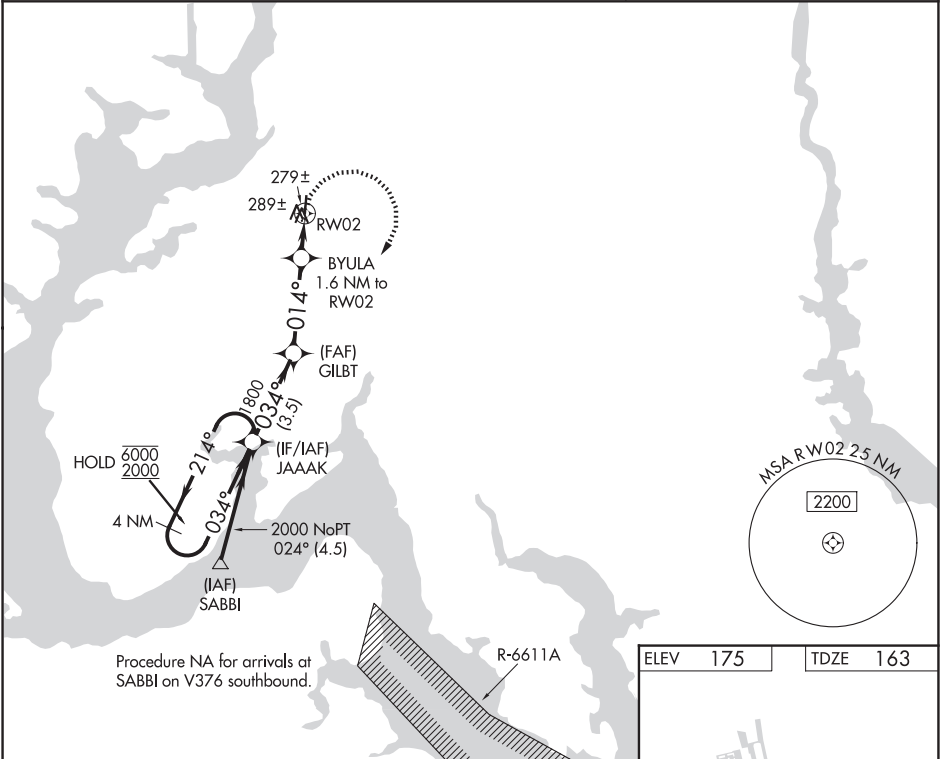 279±
289±
RW02
BYULA
1.6 NM to
RW02
014°
(FAF)
GILBT
1800
034°
(3.5)
(IF/IAF)
JAAAK
HOLD 6000
2000
214°
034°
4 NM
2000 NoPT
024° (4.5)
(IAF)
SABBI
MSA RW02 25 NM
2200
Procedure NA for arrivals at
SABBI on V376 southbound.
R-6611A
ELEV 175 TDZE 163